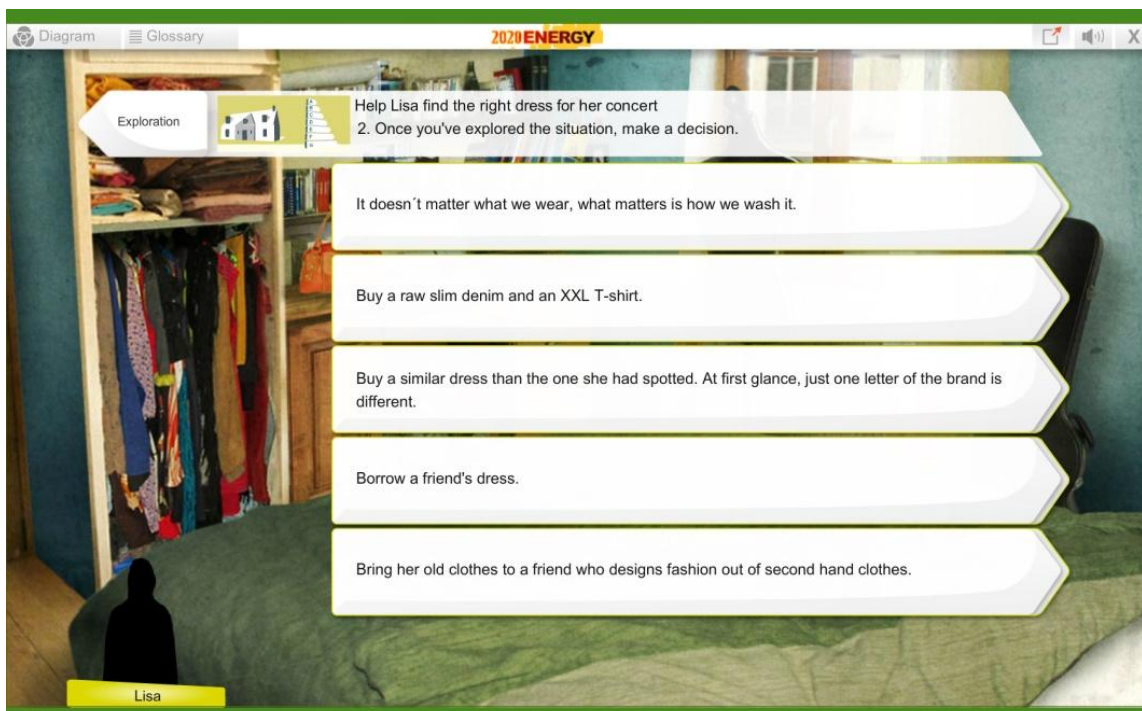 Diagram
Glossary
2020 ENERGY
X
Exploration
Help Lisa find the right dress for her concert
2. Once you've explored the situation, make a decision.
It doesn´t matter what we wear, what matters is how we wash it.
Buy a raw slim denim and an XXL T-shirt.
Buy a similar dress than the one she had spotted. At first glance, just one letter of the brand is
different.
Borrow a friend's dress.
Bring her old clothes to a friend who designs fashion out of second hand clothes.
Lisa